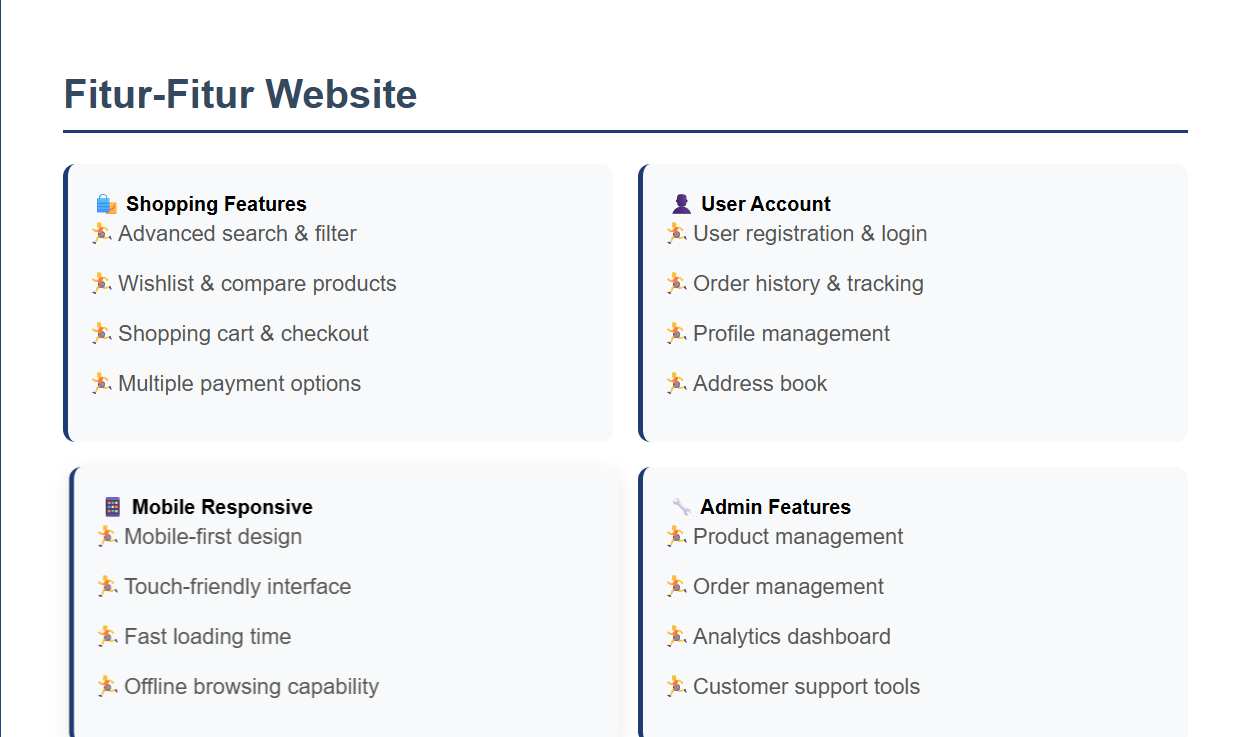 Fitur-Fitur Website
Shopping Features
Advanced search & filter
Wishlist & compare products
Shopping cart & checkout
Multiple payment options
User Account
User registration & login
Order history & tracking
Profile management
Address book
Mobile Responsive
Mobile-first design
Touch-friendly interface
Fast loading time
Offline browsing capability
Admin Features
Product management
Order management
Analytics dashboard
Customer support tools